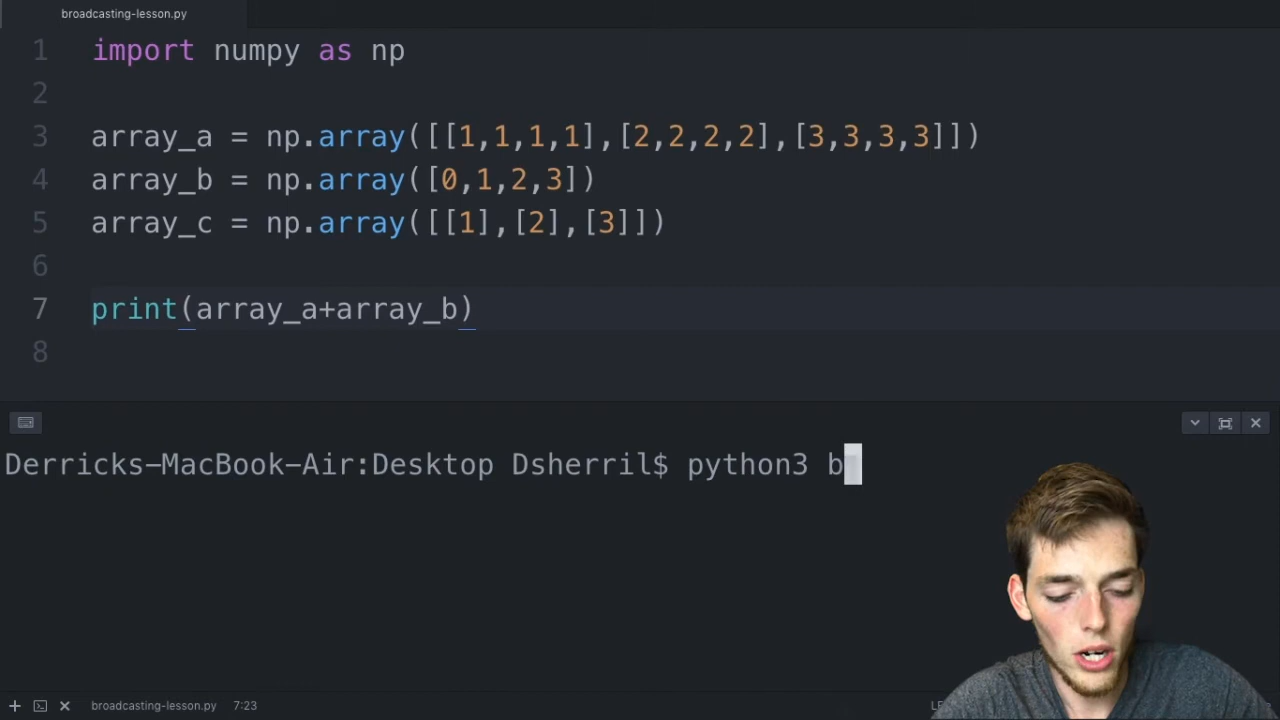 broadcasting-lesson.py
1 import numpy as np
2
3 array_a = np.array([[1,1,1,1],[2,2,2,2],[3,3,3,3]])
4 array_b = np.array([0,1,2,3])
5 array_c = np.array([[1],[2],[3]])
6
7 print(array_a+array_b)
8
Derricks-MacBook-Air:Desktop Dsherril$ python3 b
broadcasting-lesson.py 7:23